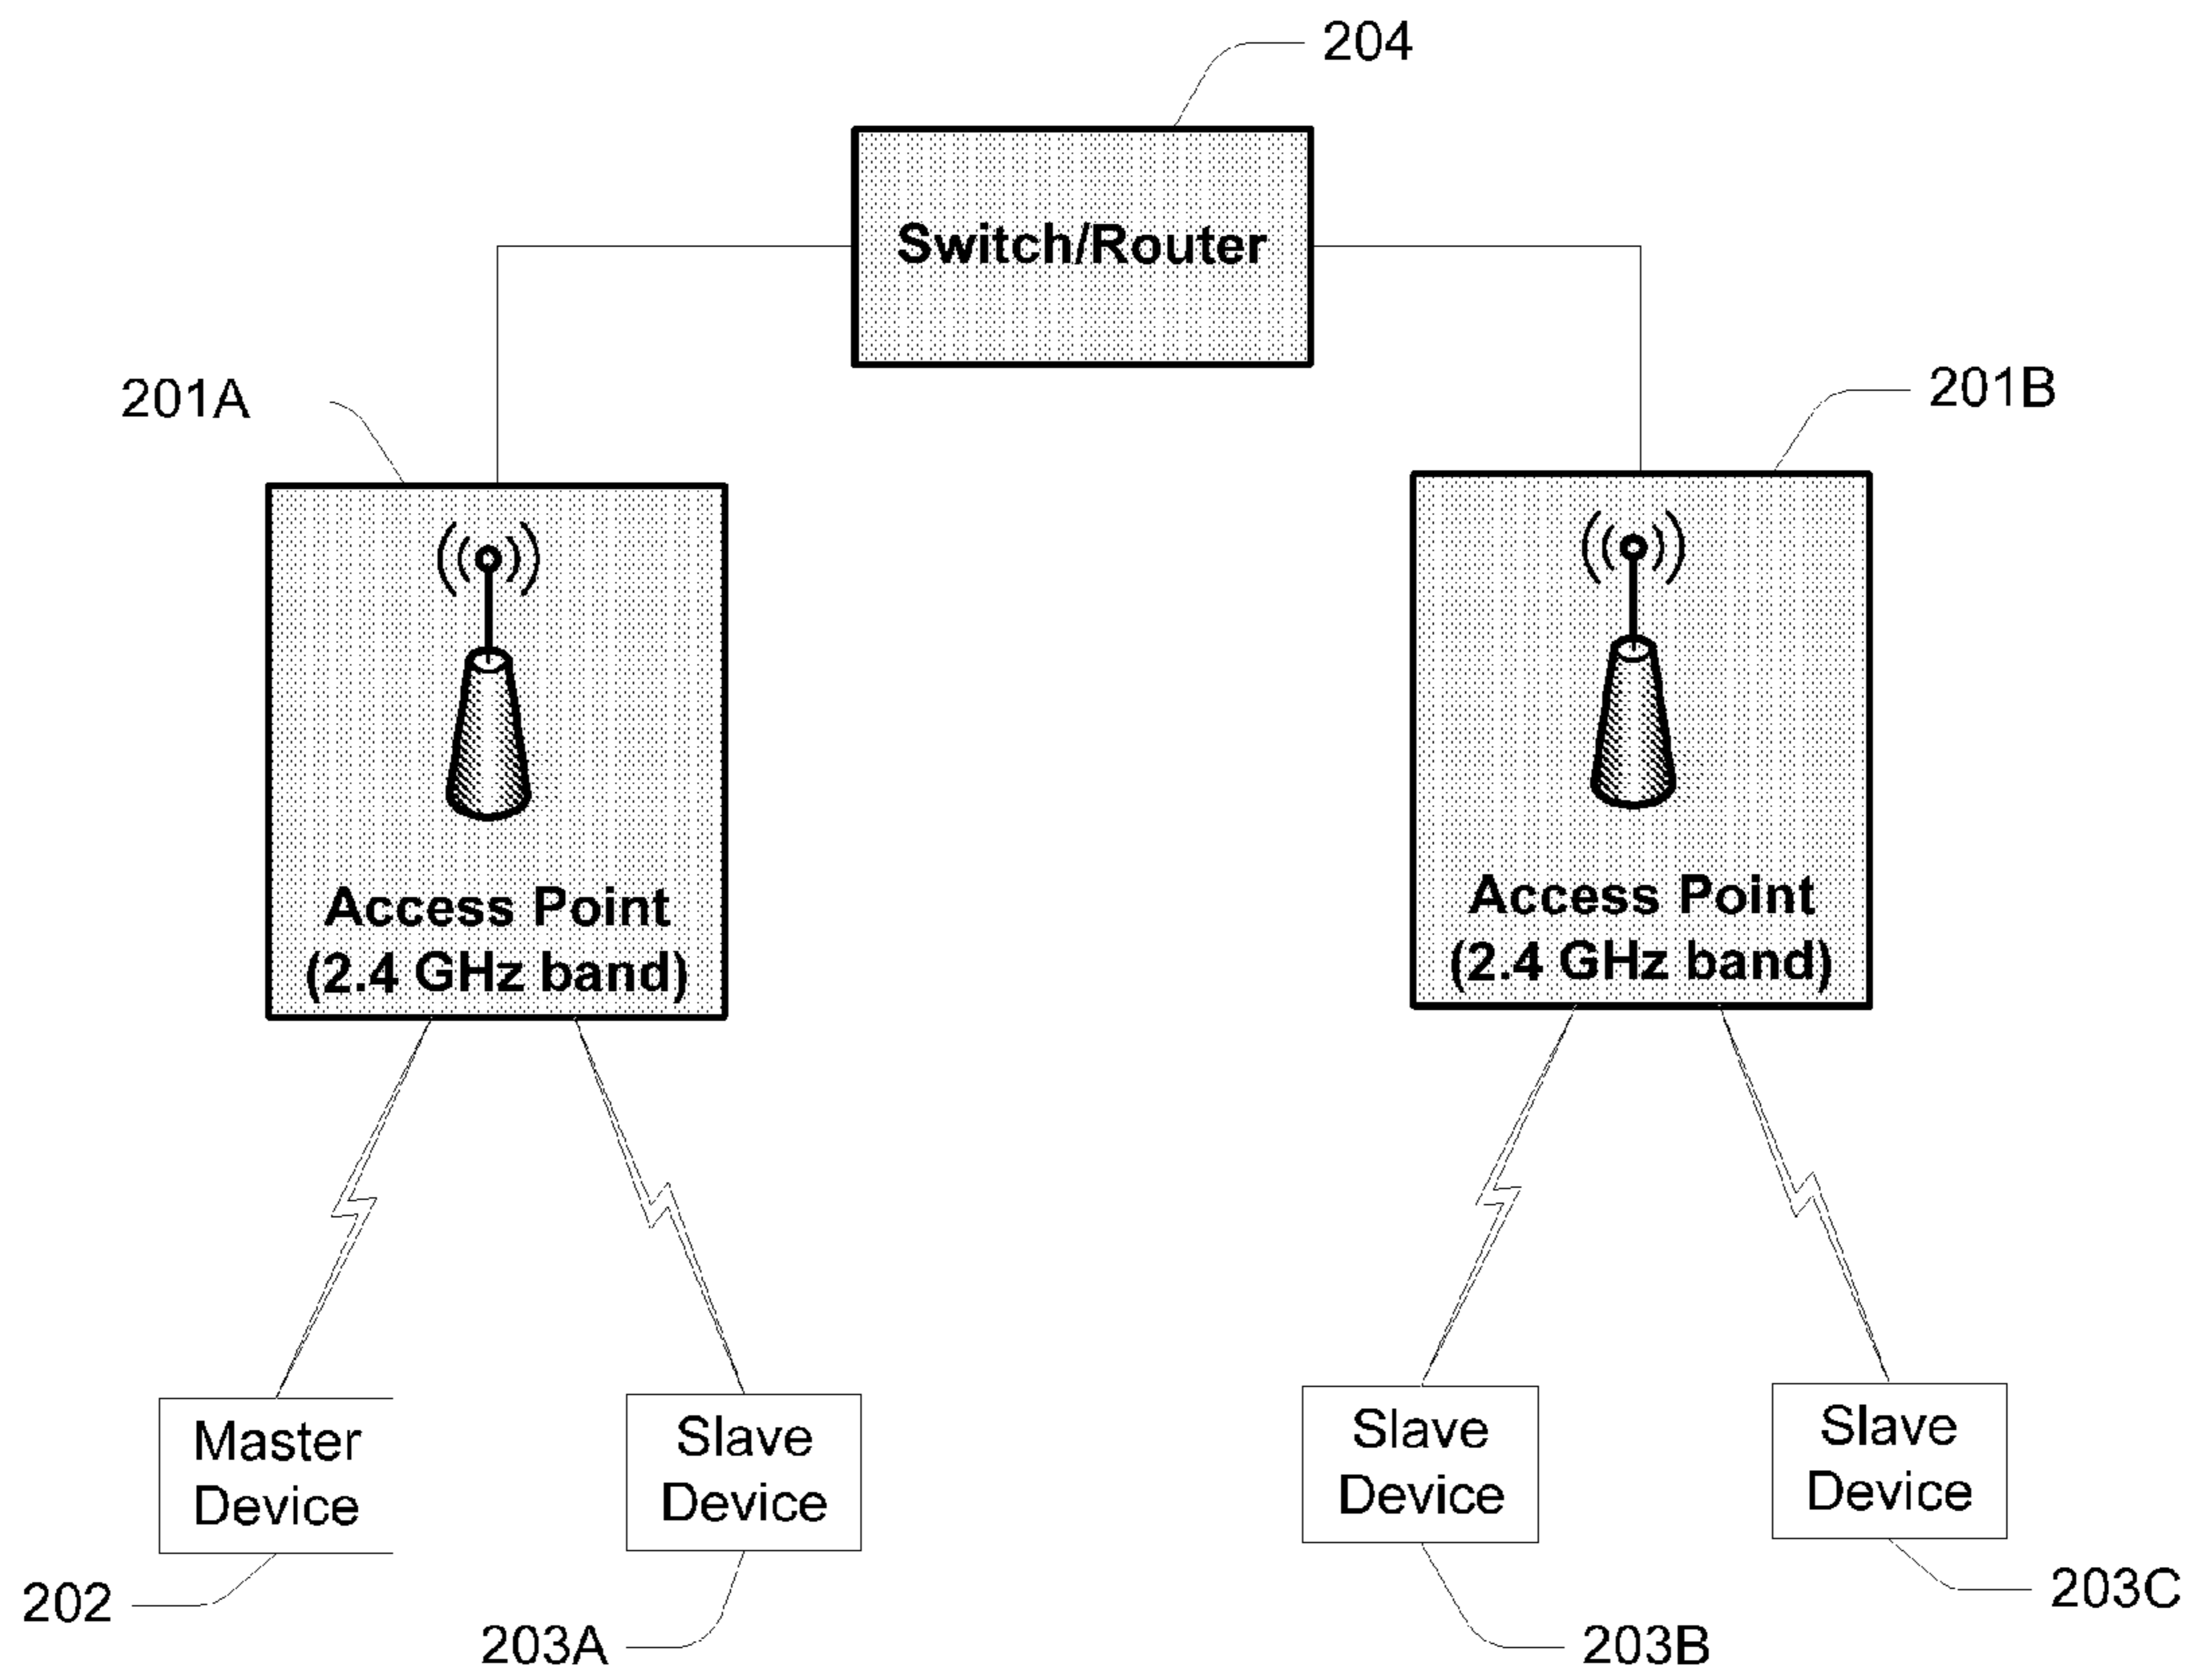 204
Switch/Router
201A
201B
Access Point
(2.4 GHz band)
Access Point
(2.4 GHz band)
Master
Device
Slave
Device
Slave
Device
Slave
Device
202
203A
203B
203C